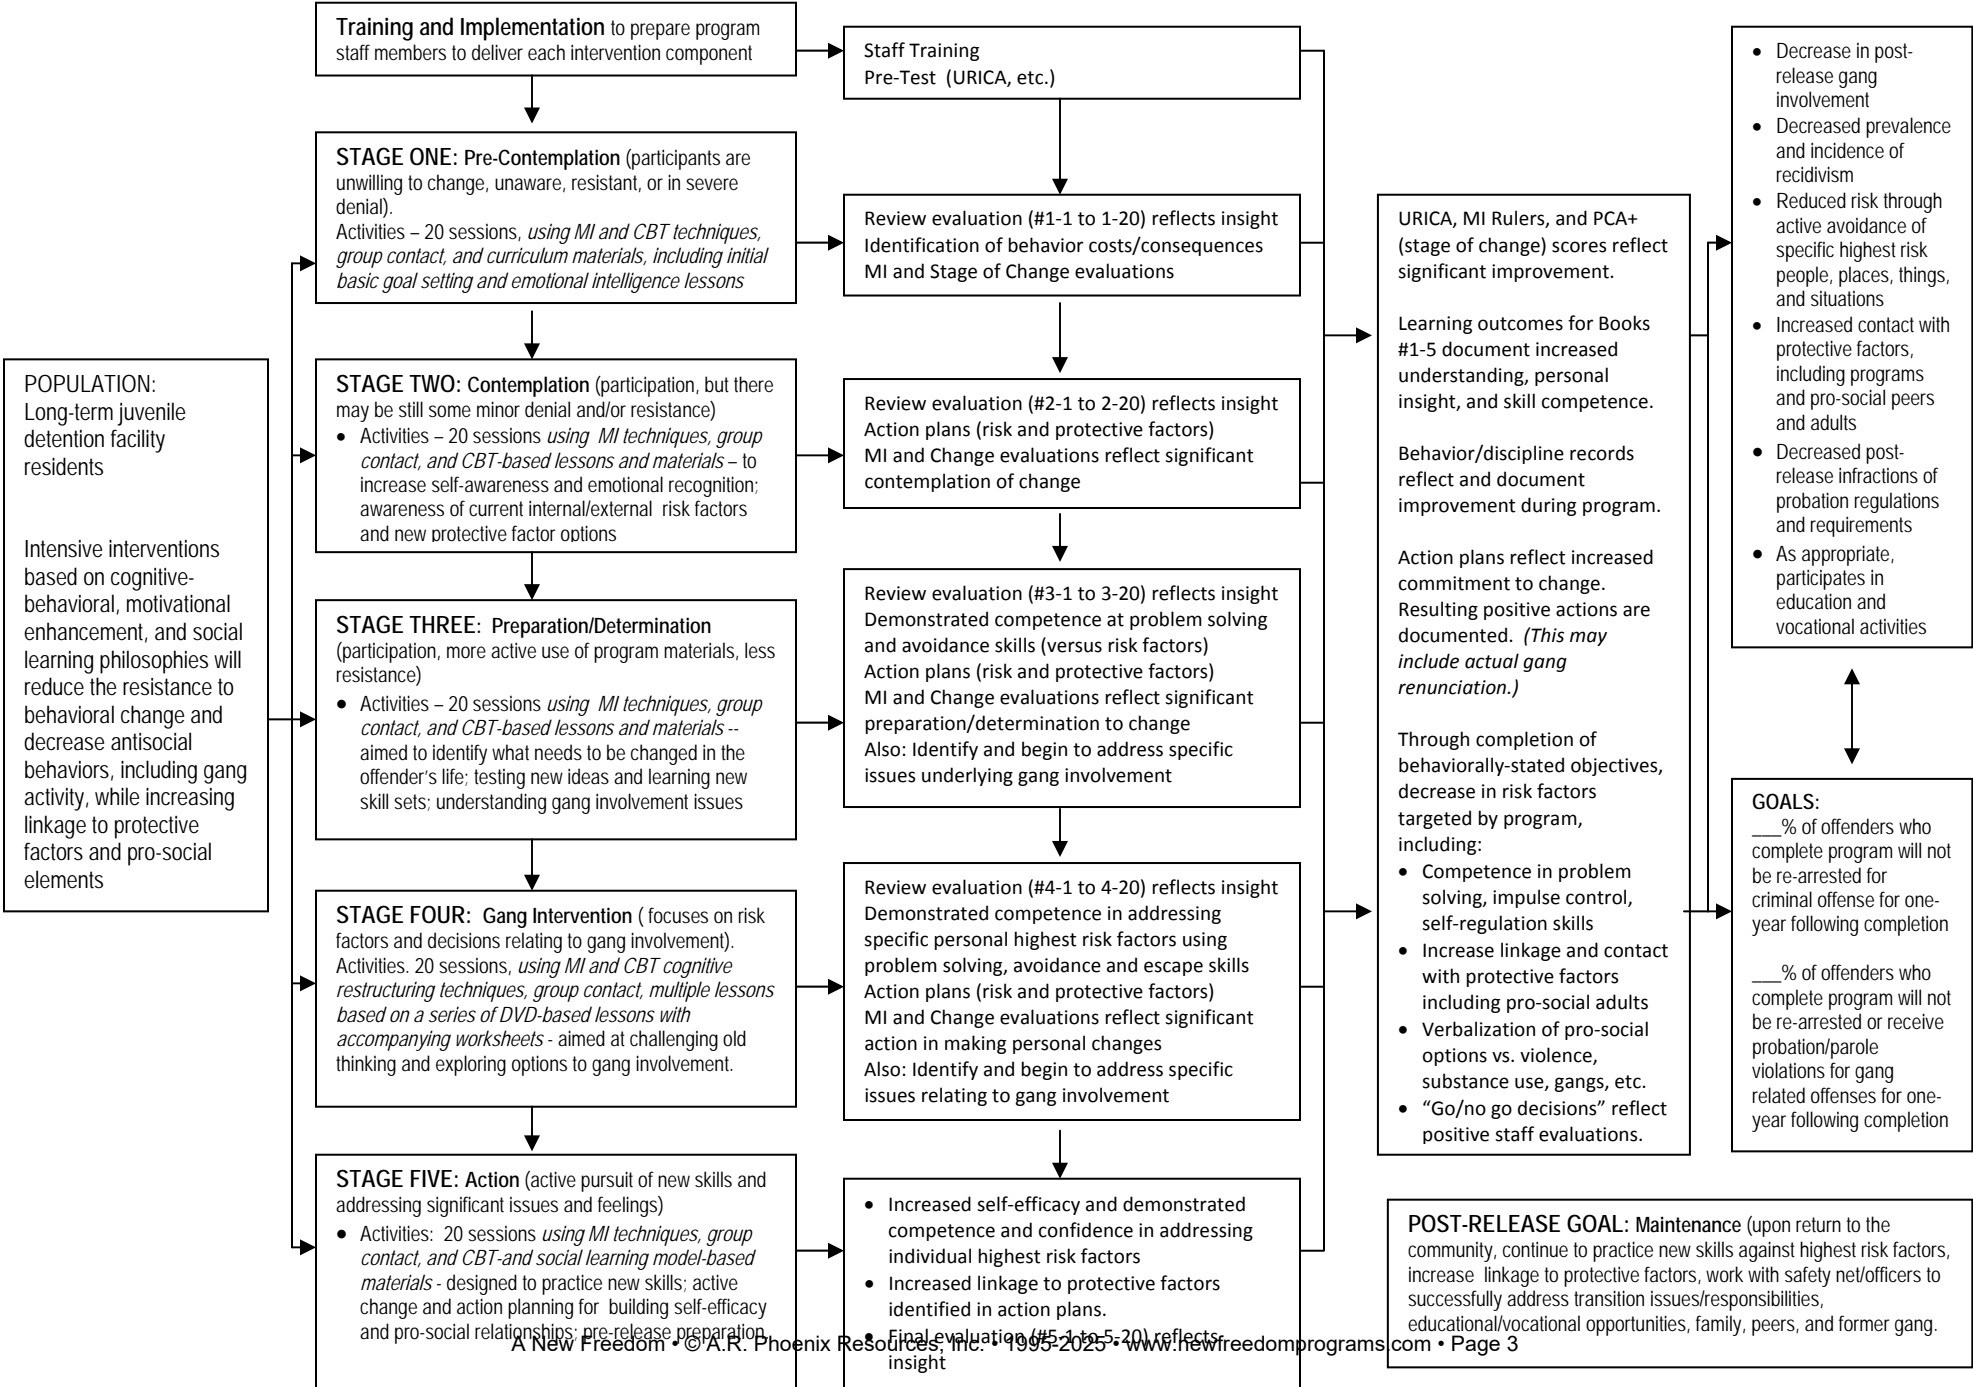 Training and Implementation to prepare program
staff members to deliver each intervention component
Staff Training
Pre-Test  (URICA, etc.)
STAGE ONE: Pre-Contemplation (participants are
unwilling to change, unaware, resistant, or in severe
denial).
Activities – 20 sessions, using MI and CBT techniques,
group contact, and curriculum materials, including initial
basic goal setting and emotional intelligence lessons
Review evaluation (#1-1 to 1-20) reflects insight
Identification of behavior costs/consequences
MI and Stage of Change evaluations
POPULATION:
Long-term juvenile
detention facility
residents
Intensive interventions
based on cognitive-
behavioral, motivational
enhancement, and social
learning philosophies will
reduce the resistance to
behavioral change and
decrease antisocial
behaviors, including gang
activity, while increasing
linkage to protective
factors and pro-social
elements
STAGE TWO: Contemplation (participation, but there
may be still some minor denial and/or resistance)
• Activities – 20 sessions using  MI techniques, group
contact, and CBT-based lessons and materials – to
increase self-awareness and emotional recognition;
awareness of current internal/external  risk factors
and new protective factor options
Review evaluation (#2-1 to 2-20) reflects insight
Action plans (risk and protective factors)
MI and Change evaluations reflect significant
contemplation of change
STAGE THREE:  Preparation/Determination
(participation, more active use of program materials, less
resistance)
• Activities – 20 sessions using  MI techniques, group
contact, and CBT-based lessons and materials --
aimed to identify what needs to be changed in the
offender's life; testing new ideas and learning new
skill sets; understanding gang involvement issues
Review evaluation (#3-1 to 3-20) reflects insight
Demonstrated competence at problem solving
and avoidance skills (versus risk factors)
Action plans (risk and protective factors)
MI and Change evaluations reflect significant
preparation/determination to change
Also: Identify and begin to address specific
issues underlying gang involvement
STAGE FOUR:  Gang Intervention ( focuses on risk
factors and decisions relating to gang involvement).
Activities. 20 sessions, using MI and CBT cognitive
restructuring techniques, group contact, multiple lessons
based on a series of DVD-based lessons with
accompanying worksheets - aimed at challenging old
thinking and exploring options to gang involvement.
Review evaluation (#4-1 to 4-20) reflects insight
Demonstrated competence in addressing
specific personal highest risk factors using
problem solving, avoidance and escape skills
Action plans (risk and protective factors)
MI and Change evaluations reflect significant
action in making personal changes
Also: Identify and begin to address specific
issues relating to gang involvement
STAGE FIVE: Action (active pursuit of new skills and
addressing significant issues and feelings)
• Activities:  20 sessions using MI techniques, group
contact, and CBT-and social learning model-based
materials - designed to practice new skills; active
change and action planning for  building self-efficacy
and pro-social relationships; pre-release preparation
• Increased self-efficacy and demonstrated
competence and confidence in addressing
individual highest risk factors
• Increased linkage to protective factors
identified in action plans.
• Final evaluation (#5-1 to 5-20) reflects
insight
URICA, MI Rulers, and PCA+
(stage of change) scores reflect
significant improvement.
Learning outcomes for Books
#1-5 document increased
understanding, personal
insight, and skill competence.
Behavior/discipline records
reflect and document
improvement during program.
Action plans reflect increased
commitment to change.
Resulting positive actions are
documented.  (This may
include actual gang
renunciation.)
Through completion of
behaviorally-stated objectives,
decrease in risk factors
targeted by program,
including:
• Competence in problem
solving, impulse control,
self-regulation skills
• Increase linkage and contact
with protective factors
including pro-social adults
• Verbalization of pro-social
options vs. violence,
substance use, gangs, etc.
• “Go/no go decisions” reflect
positive staff evaluations.
• Decrease in post-
release gang
involvement
• Decreased prevalence
and incidence of
recidivism
• Reduced risk through
active avoidance of
specific highest risk
people, places, things,
and situations
• Increased contact with
protective factors,
including programs
and pro-social peers
and adults
• Decreased post-
release infractions of
probation regulations
and requirements
• As appropriate,
participates in
education and
vocational activities
GOALS:
___% of offenders who
complete program will not
be re-arrested for
criminal offense for one-
year following completion
___% of offenders who
complete program will not
be re-arrested or receive
probation/parole
violations for gang
related offenses for one-
year following completion
POST-RELEASE GOAL: Maintenance (upon return to the
community, continue to practice new skills against highest risk factors,
increase  linkage to protective factors, work with safety net/officers to
successfully address transition issues/responsibilities,
educational/vocational opportunities, family, peers, and former gang.
A New Freedom • © A.R. Phoenix Resources, Inc. • 1995-2025 • www.newfreedomprograms.com • Page 3